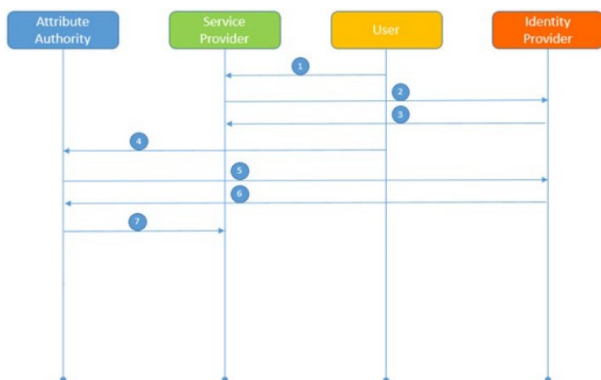 Attribute
Authority
Service
Provider
User
Identity
Provider
1
2
3
4
5
6
7